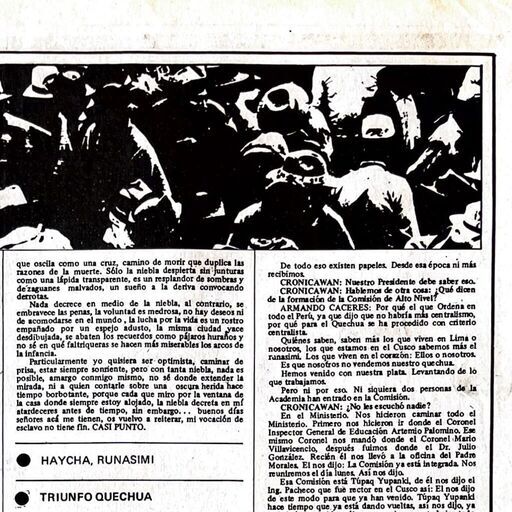 que oscila como una cruz, camino de morir que duplica las
razones de la muerte. Sólo la niebla despierta sin junturas
como una lápida transparente, es un resplandor de sombras y
de zaguanes malvados, un sueño a la deriva convocando
derrotas.
Nada decrece en medio de la niebla, al contrario, se
embravece las penas, la voluntad es medrosa, no hay deseos ni
de acomodarse en el mundo, la lucha por la vida es un rostro
empañado por un espejo adusto, la misma ciudad yace
desdibujada, se abaten los recuerdos como pájaros huraños y
no sé en qué faltriqueras se hacen más miserables los arcos de
la infancia.
Particularmente yo quisiera ser optimista, caminar de
prisa, estar siempre sonriente, pero con tanta niebla, nada es
posible, amargo conmigo mismo, no sé donde extender la
mirada, ni a quien contarle sobre una oscura herida hace
tiempo borbotante, porque cada que miro por la ventana de
la casa donde siempre estoy alojado, la niebla decreta en mi
atardeceres antes de tiempo, sin embargo... buenos días
señores acá me tienen, os vuelvo a reiterar, mi vocación de
esclavo no tiene fin. CASI PUNTO.
HAYCHA, RUNASIMI
TRIUNFO QUECHUA
De todo eso existen papeles. Desde esa época ni más
recibimos.
CRONICAWAN: Nuestro Presidente debe saber eso.
CRONICAWAN: Hablemos de otra cosa: ¿Qué dicen
de la formación de la Comisión de Alto Nivel?
ARMANDO CACERES: Por qué el que Ordena en
todo el Perú, ya que dijo que no habría más centralismo,
por qué para el Quechua se ha procedido con criterio
centralista.
Quiénes saben, saben más los que viven en Lima o
nosotros, los que estamos en el Cusco sabemos más el
runasimi. Los que viven en el corazón: Ellos o nosotros.
Es que nosotros no vendemos nuestro quechua.
Hemos venido con nuestra plata. Levantando de lo
que trabajamos.
Pero ni por eso. Ni siquiera dos personas de la
Academia han entrado en la Comisión.
CRONICAWAN: ¿No les escuchó nadie?
En el Ministerio. Nos hicieron caminar todo el
Ministerio. Primero nos hicieron ir donde el Coronel
Inspector General de Educación Artemio Palomino. Ese
mismo Coronel nos mandó donde el Coronel Mario
Villavicencio, después fuimos donde el Dr. Julio
González. Recién él nos llevó a la oficina del Padre
Morales. El nos dijo: La Comisión ya está integrada. Nos
reuniremos el día lunes. Así nos dijo.
Esa Comisión está Túpaq Yupanki, de él nos dijo el
Ing. Pacheco que fué rector en el Cusco así: El nos dijo
de este modo para que ya han venido. Túpaq Yupanki
hace tiempo que ya está dando vueltas, así nos dijo, ya